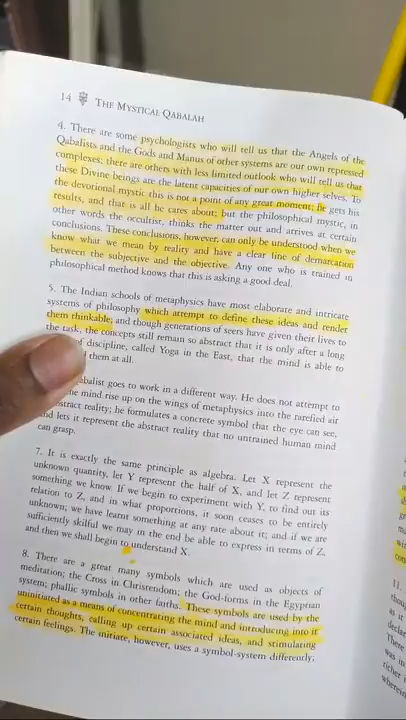 14 THE MYSTICAL QABALAH
4. There are some psychologists who will tell us that the Angels of the
Qabalists and the Gods and Manus of other systems are our own repressed
complexes; there are others with less limited outlook who will tell us that
these Divine beings are the latent capacities of our own higher selves. To
the devotional mystic this is not a point of any great moment; he gets his
results, and that is all he cares about; but the philosophical mystic, in
other words the occultist, thinks the matter out and arrives at certain
conclusions. These conclusions, however, can only be understood when we
know what we mean by reality and have a clear line of demarcation
between the subjective and the objective. Any one who is trained in
philosophical method knows that this is asking a good deal.
5. The Indian schools of metaphysics have most elaborate and intricate
systems of philosophy which attempt to define these ideas and render
them thinkable; and though generations of seers have given their lives to
the task, the concepts still remain so abstract that it is only after a long
of discipline, called Yoga in the East, that the mind is able to
them at all.
abalist goes to work in a different way. He does not attempt to
he mind rise up on the wings of metaphysics into the rarefied air
stract reality; he formulates a concrete symbol that the eye can see,
and lets it represent the abstract reality that no untrained human mind
can grasp.
7. It is exactly the same principle as algebra. Let X represent the
unknown quantity, let Y represent the half of X, and let Z represent
something we know. If we begin to experiment with Y, to find out its
relation to Z, and in what proportions, it soon ceases to be entirely
unknown; we have learnt something at any rate about it; and if we are
sufficiently skilful we may in the end be able to express in terms of Z,
and then we shall begin to understand X.
8. There are a great many symbols which are used as objects of
meditation; the Cross in Christendom; the God-forms in the Egyptian
system; phallic symbols in other faiths. These symbols are used by the
uninitiated as a means of concentrating the mind and introducing into it
certain thoughts, calling up certain associated ideas, and stimulating
certain feelings. The initiate, however, uses a symbol-system differently,
11.